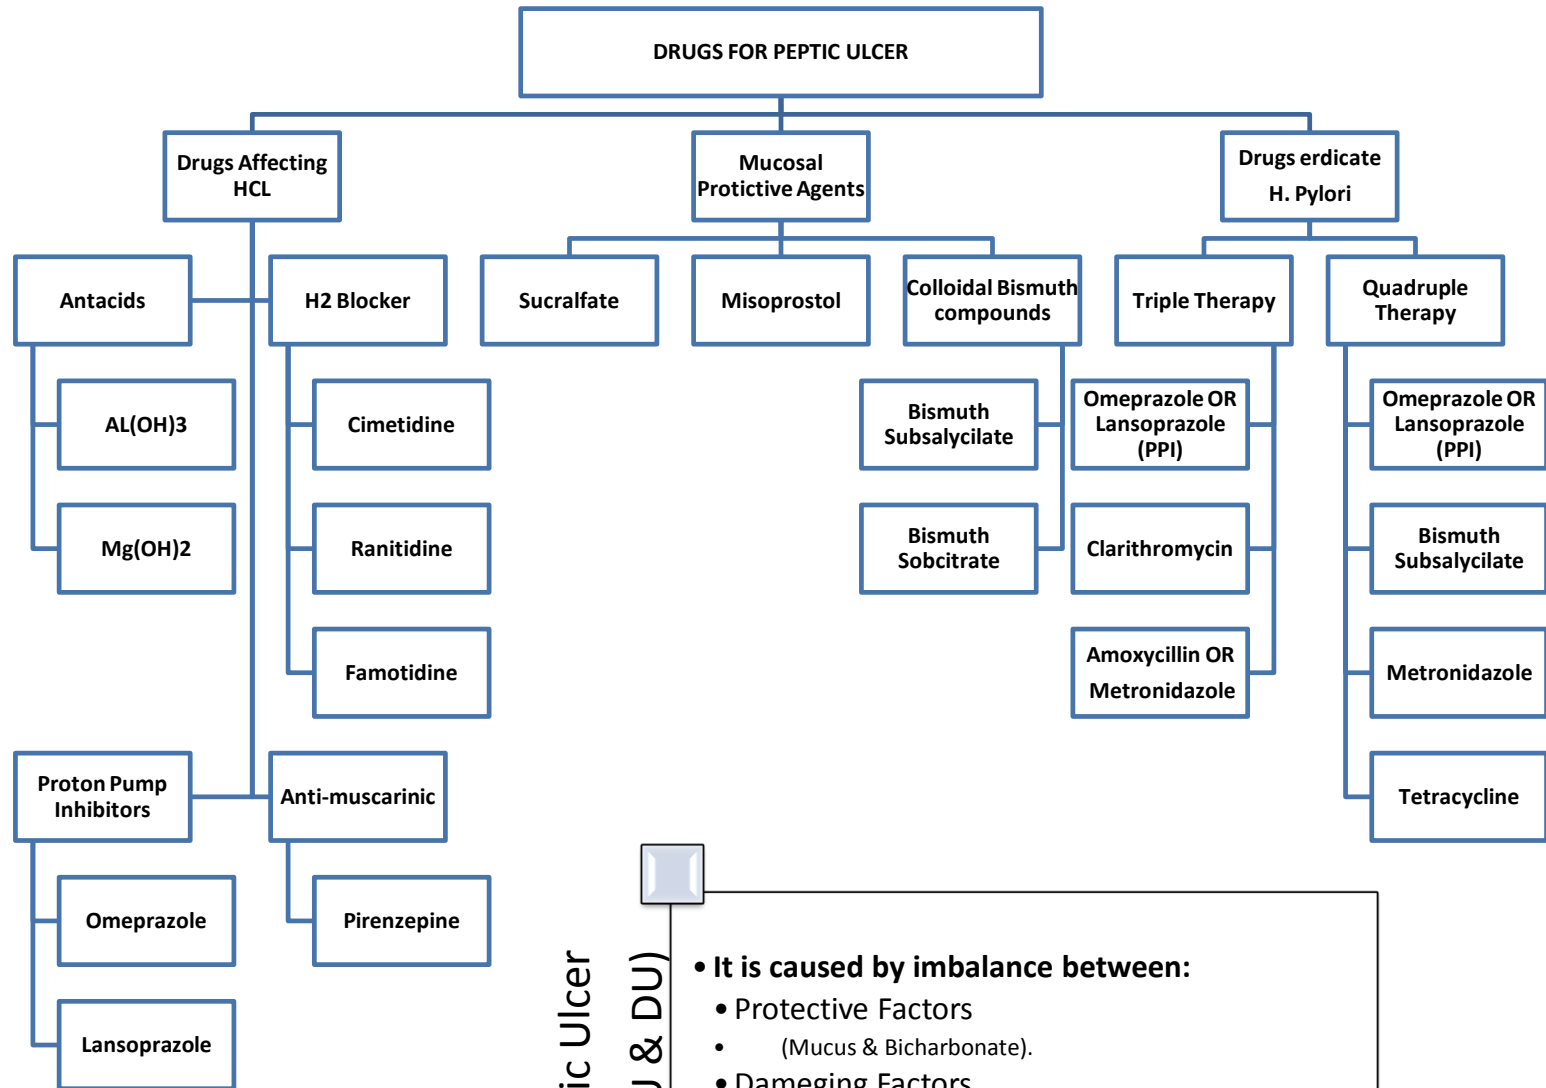 DRUGS FOR PEPTIC ULCER
Drugs Affecting
HCL
Mucosal
Protictive Agents
Drugs erdicate
H. Pylori
Antacids
H2 Blocker
Sucralfate
Misoprostol
Colloidal Bismuth
compounds
Triple Therapy
Quadruple
Therapy
AL(OH)3
Mg(OH)2
Cimetidine
Ranitidine
Famotidine
Bismuth
Subsalycilate
Bismuth
Sobcitrate
Omeprazole OR
Lansoprazole
(PPI)
Clarithromycin
Amoxycillin OR
Metronidazole
Omeprazole OR
Lansoprazole
(PPI)
Bismuth
Subsalycilate
Metronidazole
Tetracycline
Proton Pump
Inhibitors
Anti-muscarinic
Omeprazole
Lansoprazole
Pirenzepine
ic Ulcer
& DU)
• It is caused by imbalance between:
• Protective Factors
• (Mucus & Bicharbonate).
• Dameging Factors